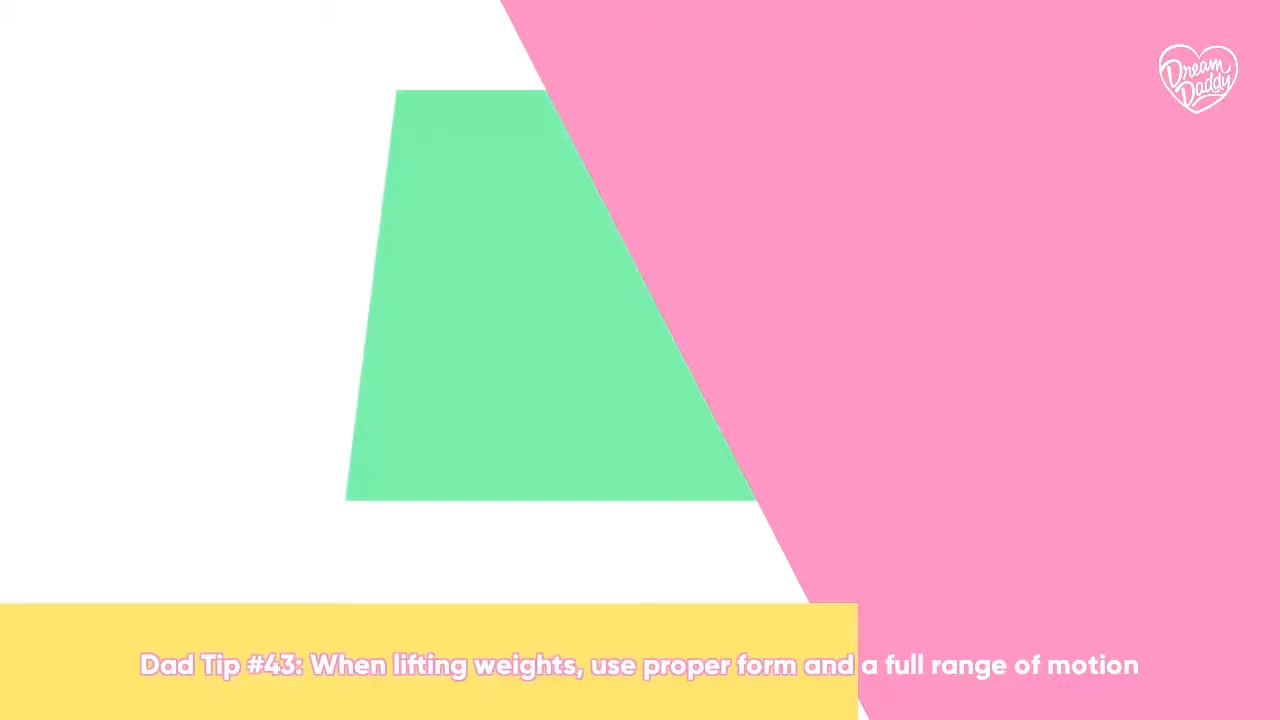 Dream
Daddy
Dad Tip #43: When lifting weights, use proper form and a full range of motion